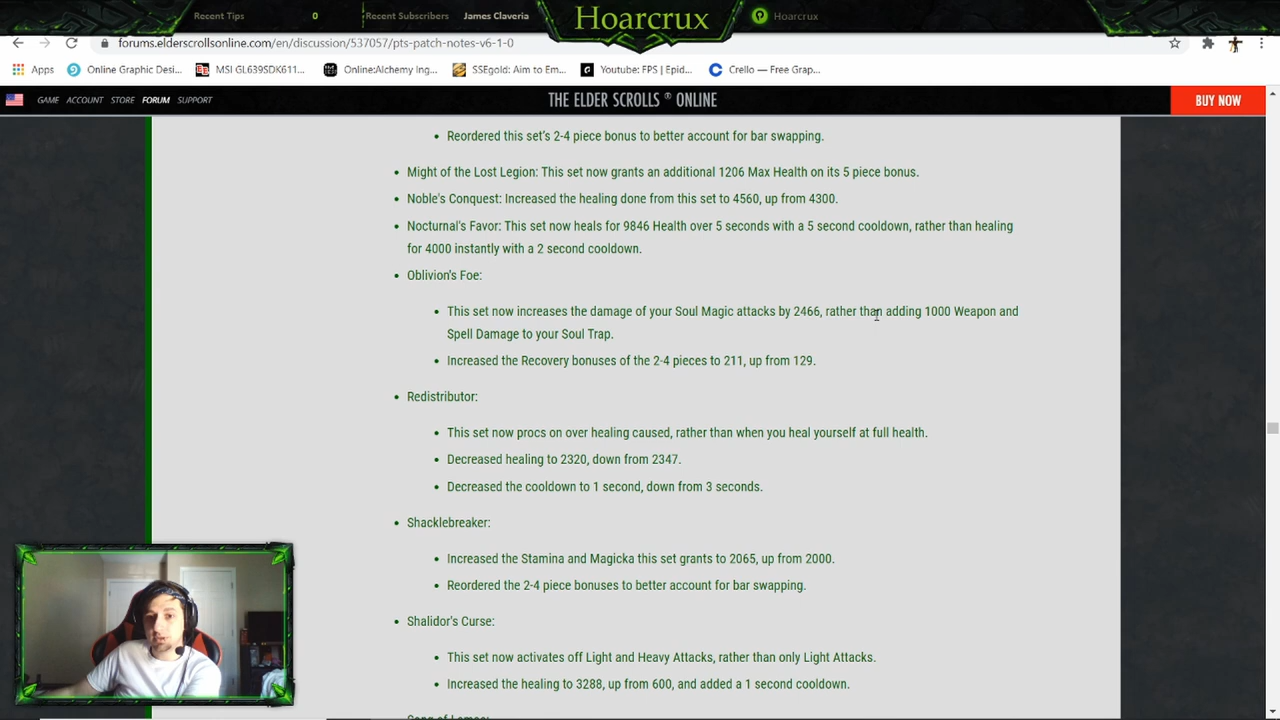 Recent Tips 0 Recent Subscribers James Claveria Hoarcrux Hoarcrux
forums.elderscrollsonline.com/en/discussion/537057/pts-patch-notes-v6-1-0
Apps Online Graphic Desi... MSI GL639SDK611... Online:Alchemy Ing... SSEgold: Aim to Em... Youtube: FPS | Epid... Crello — Free Grap...
GAME ACCOUNT STORE FORUM SUPPORT THE ELDER SCROLLS ® ONLINE BUY NOW
Reordered this set's 2-4 piece bonus to better account for bar swapping.
Might of the Lost Legion: This set now grants an additional 1206 Max Health on its 5 piece bonus.
Noble's Conquest: Increased the healing done from this set to 4560, up from 4300.
Nocturnal's Favor: This set now heals for 9846 Health over 5 seconds with a 5 second cooldown, rather than healing
for 4000 instantly with a 2 second cooldown.
Oblivion's Foe:
This set now increases the damage of your Soul Magic attacks by 2466, rather than adding 1000 Weapon and
Spell Damage to your Soul Trap.
Increased the Recovery bonuses of the 2-4 pieces to 211, up from 129.
Redistributor:
This set now procs on over healing caused, rather than when you heal yourself at full health.
Decreased healing to 2320, down from 2347.
Decreased the cooldown to 1 second, down from 3 seconds.
Shacklebreaker:
Increased the Stamina and Magicka this set grants to 2065, up from 2000.
Reordered the 2-4 piece bonuses to better account for bar swapping.
Shalidor's Curse:
This set now activates off Light and Heavy Attacks, rather than only Light Attacks.
Increased the healing to 3288, up from 600, and added a 1 second cooldown.